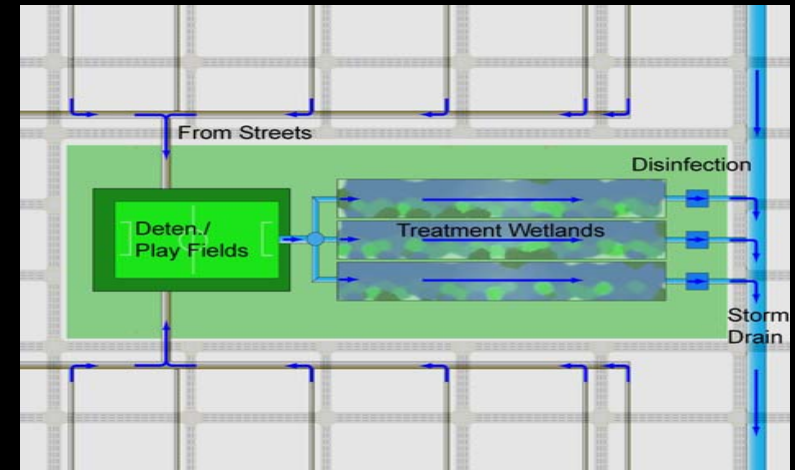 From Streets
Disinfection
Deten./
Play Fields
Treatment Wetlands
Storm
Drain